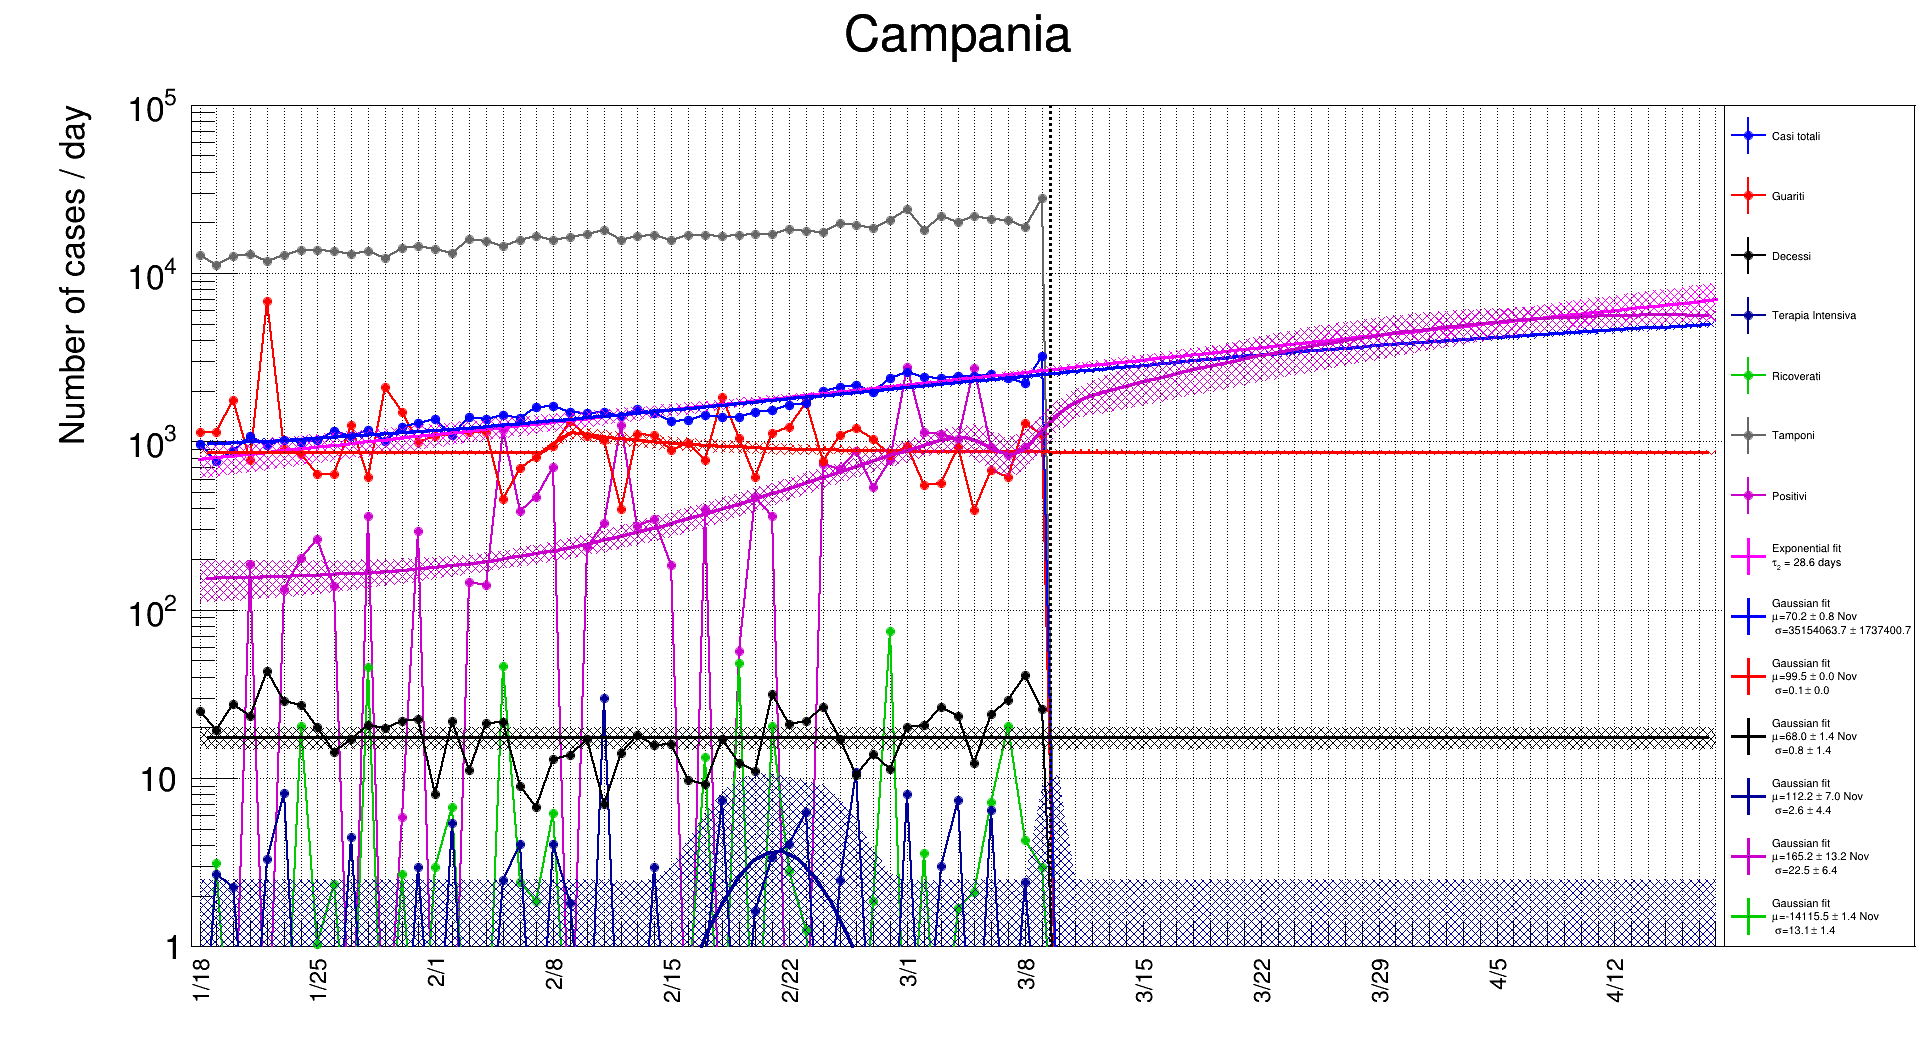 Campania
Number of cases / day
10^5
10^4
10^3
10^2
10
1
1/18
1/25
2/1
2/8
2/15
2/22
3/1
3/8
3/15
3/22
3/29
4/5
4/12
Casi totali
Guariti
Decessi
Terapia Intensiva
Ricoverati
Tamponi
Positivi
Exponential fit
τ₂ = 28.6 days
Gaussian fit
μ=70.2 ± 0.8 Nov
σ=35154063.7 ± 1737400.7
Gaussian fit
μ=99.5 ± 0.0 Nov
σ=0.1 ± 0.0
Gaussian fit
μ=68.0 ± 1.4 Nov
σ=0.8 ± 1.4
Gaussian fit
μ=112.2 ± 7.0 Nov
σ=2.6 ± 4.4
Gaussian fit
μ=165.2 ± 13.2 Nov
σ=22.5 ± 6.4
Gaussian fit
μ=-14115.5 ± 1.4 Nov
σ=13.1 ± 1.4